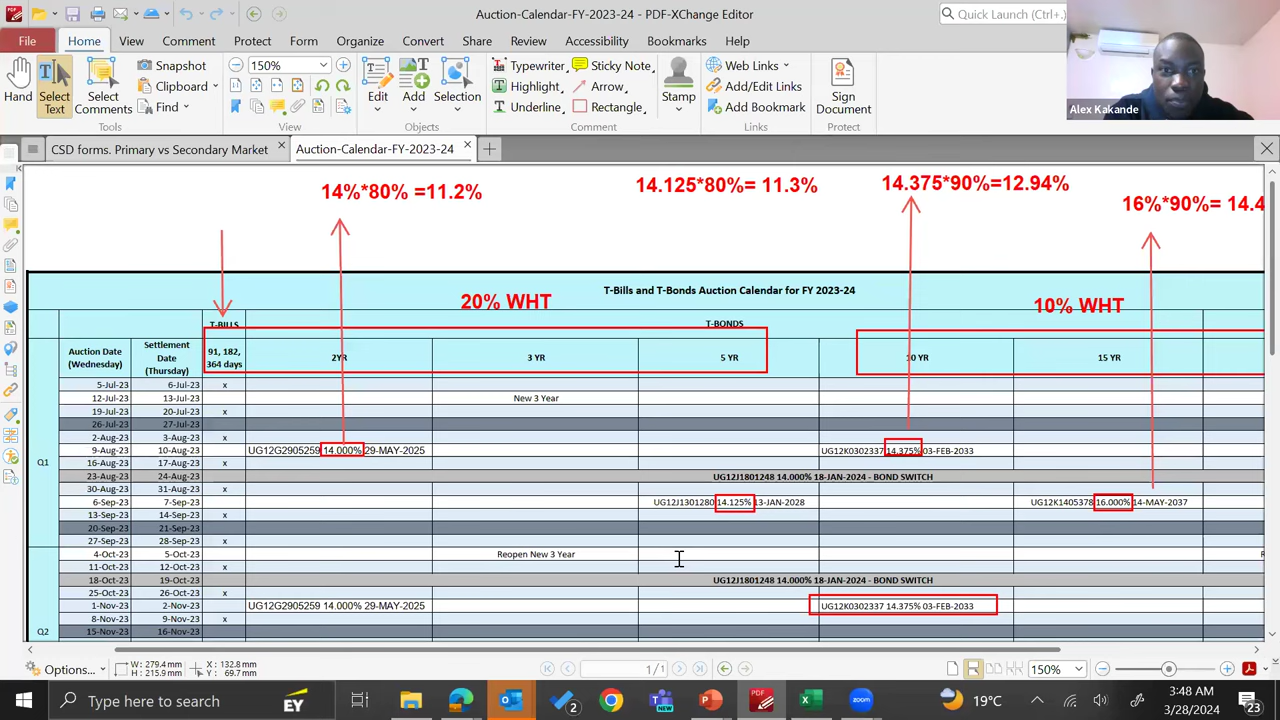 Auction-Calendar-FY-2023-24 - PDF-XChange Editor
Quick Launch (Ctrl+.)
File Home View Comment Protect Form Organize Convert Share Review Accessibility Bookmarks Help
Hand
Select Text
Select Comments
Snapshot
Clipboard
Find
Tools
150%
View
Edit
Add
Selection
Objects
Typewriter
Highlight
Underline
Sticky Note
Arrow
Rectangle
Stamp
Comment
Web Links
Add/Edit Links
Add Bookmark
Links
Sign Document
Protect
Alex Kakande
CSD forms. Primary vs Secondary Market
Auction-Calendar-FY-2023-24
14%*80% =11.2%
14.125*80%= 11.3%
14.375*90%=12.94%
16%*90%= 14.4
T-Bills and T-Bonds Auction Calendar for FY 2023-24
20% WHT
10% WHT
T-BILLS T-BONDS
Auction Date (Wednesday)
Settlement Date (Thursday)
91, 182, 364 days
2YR 3 YR 5 YR 10 YR 15 YR
Q1
5-Jul-23 6-Jul-23 x
12-Jul-23 13-Jul-23 New 3 Year
19-Jul-23 20-Jul-23 x
26-Jul-23 27-Jul-23
2-Aug-23 3-Aug-23 x
9-Aug-23 10-Aug-23 UG12G2905259 14.000% 29-MAY-2025 UG12K0302337 14.375% 03-FEB-2033
16-Aug-23 17-Aug-23 x
23-Aug-23 24-Aug-23 UG12J1801248 14.000% 18-JAN-2024 - BOND SWITCH
30-Aug-23 31-Aug-23 x
6-Sep-23 7-Sep-23 UG12J1301280 14.125% 13-JAN-2028 UG12K1405378 16.000% 14-MAY-2037
13-Sep-23 14-Sep-23 x
20-Sep-23 21-Sep-23
27-Sep-23 28-Sep-23 x
Q2
4-Oct-23 5-Oct-23 Reopen New 3 Year
11-Oct-23 12-Oct-23 x
18-Oct-23 19-Oct-23 UG12J1801248 14.000% 18-JAN-2024 - BOND SWITCH
25-Oct-23 26-Oct-23 x
1-Nov-23 2-Nov-23 UG12G2905259 14.000% 29-MAY-2025 UG12K0302337 14.375% 03-FEB-2033
8-Nov-23 9-Nov-23 x
15-Nov-23 16-Nov-23
Options...
W: 279.4 mm
H: 215.9 mm
X: 132.8 mm
Y: 69.7 mm
1/1
150%
Type here to search
EY
2
19°C
3:48 AM
3/28/2024
23